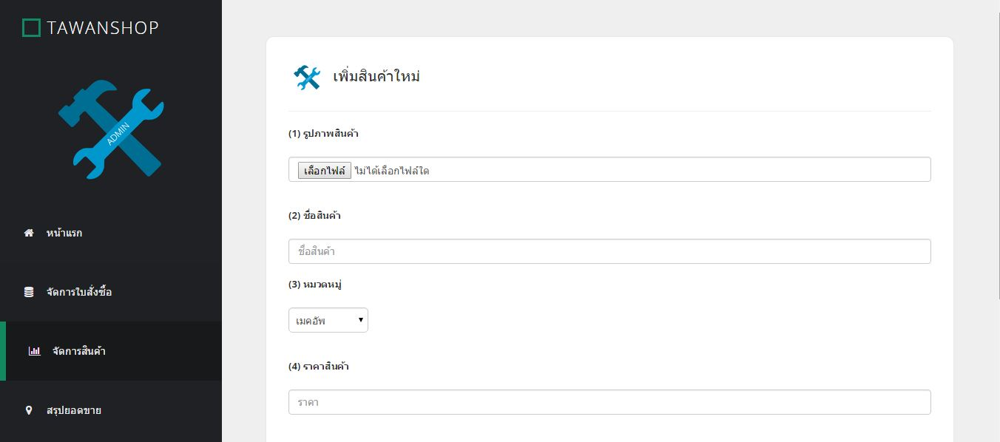 TAWANSHOP
ADMIN
หน้าแรก
จัดการใบสั่งซื้อ
จัดการสินค้า
สรุปยอดขาย
เพิ่มสินค้าใหม่
(1) รูปภาพสินค้า
เลือกไฟล์ ไม่ได้เลือกไฟล์ใด
(2) ชื่อสินค้า
ชื่อสินค้า
(3) หมวดหมู่
เมคอัพ
(4) ราคาสินค้า
ราคา